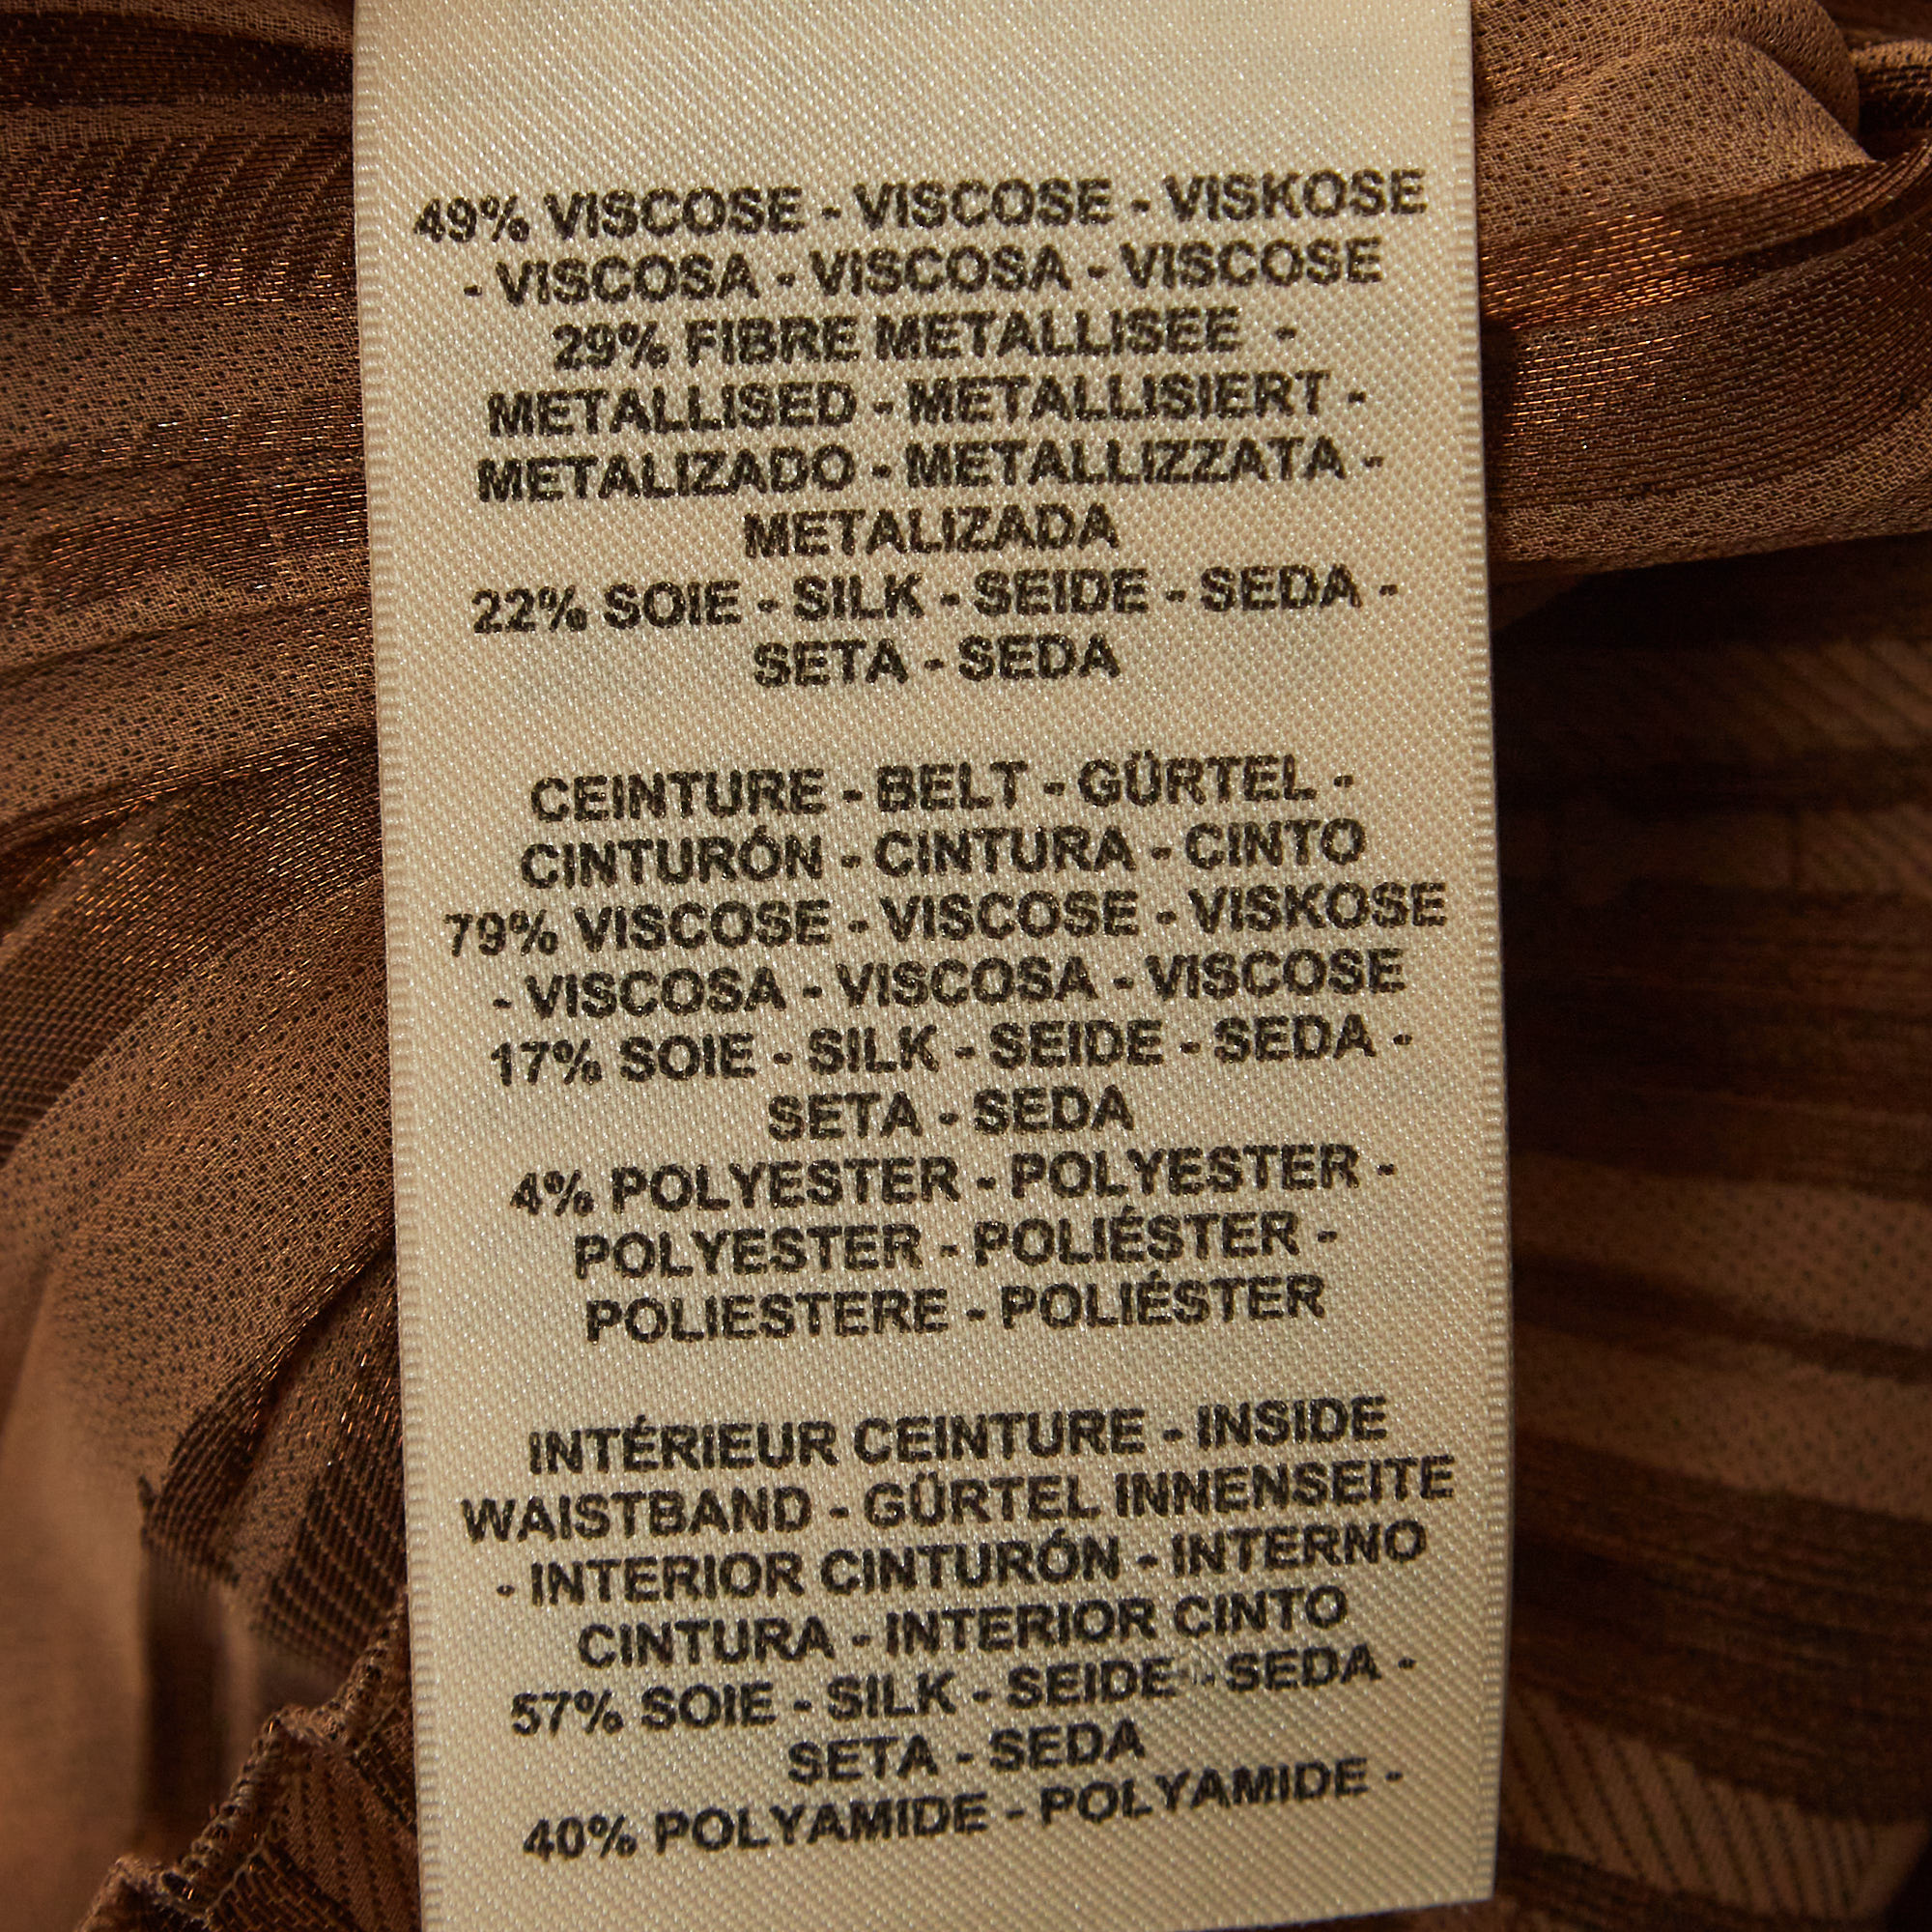 49% VISCOSE - VISCOSE - VISKOSE
- VISCOSA - VISCOSA - VISCOSE
29% FIBRE METALLISEE -
METALLISED - METALLISIERT -
METALIZADO - METALLIZZATA -
METALIZADA
22% SOIE - SILK - SEIDE - SEDA -
SETA - SEDA
CEINTURE - BELT - GÜRTEL -
CINTURÓN - CINTURA - CINTO
79% VISCOSE - VISCOSE - VISKOSE
- VISCOSA - VISCOSA - VISCOSE
17% SOIE - SILK - SEIDE - SEDA -
SETA - SEDA
4% POLYESTER - POLYESTER -
POLYESTER - POLIÉSTER -
POLIESTERE - POLIÉSTER
INTÉRIEUR CEINTURE - INSIDE
WAISTBAND - GÜRTEL INNENSEITE
- INTERIOR CINTURÓN - INTERNO
CINTURA - INTERIOR CINTO
57% SOIE - SILK - SEIDE - SEDA -
SETA - SEDA
40% POLYAMIDE - POLYAMIDE -